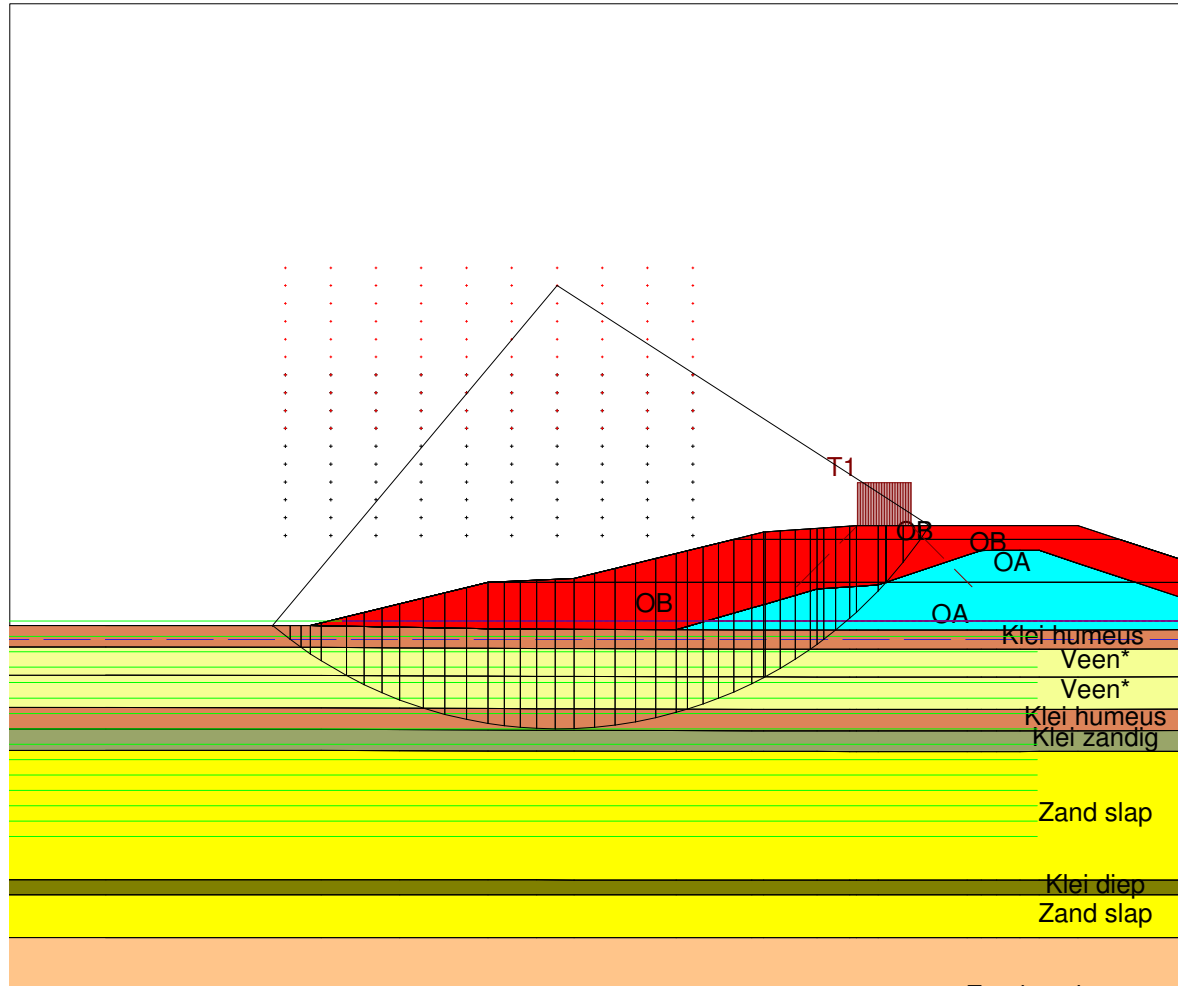 T1
OB
OB
OA
OB
OA
Klei humeus
Veen*
Veen*
Klei humeus
Klei zandig
Zand slap
Klei diep
Zand slap